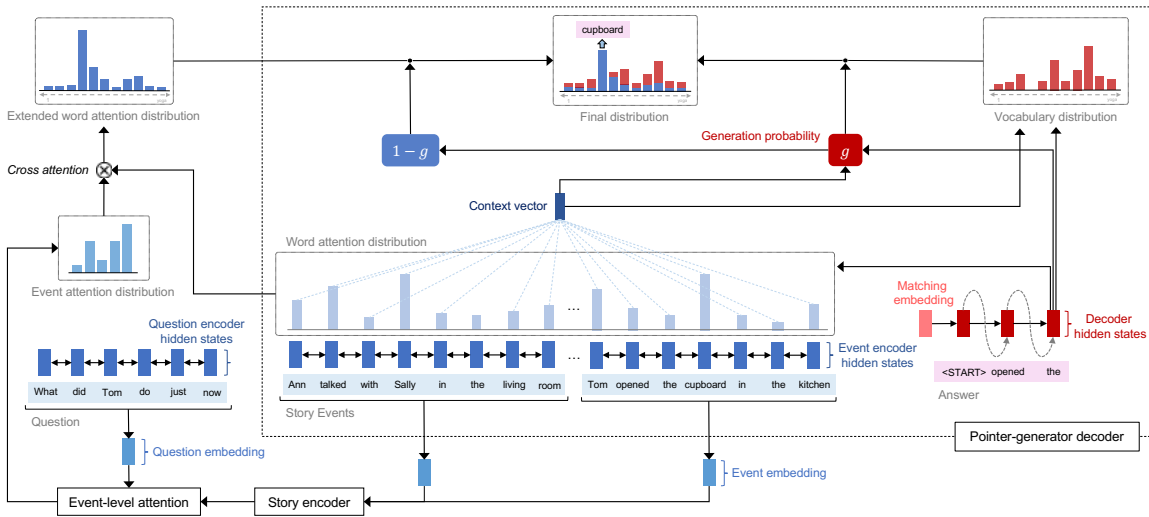 cupboard
1
Extended word attention distribution
1
Final distribution
1
Vocabulary distribution
Generation probability
1 − g
g
Cross attention
Context vector
Word attention distribution
Event attention distribution
...
Matching
embedding
Decoder
hidden states
Question encoder
hidden states
Event encoder
hidden states
...
What did Tom do just now
Ann talked with Sally in the living room
Tom opened the cupboard in the kitchen
<START> opened the
Question
Story Events
Answer
Pointer-generator decoder
Question embedding
Event embedding
Event-level attention
Story encoder